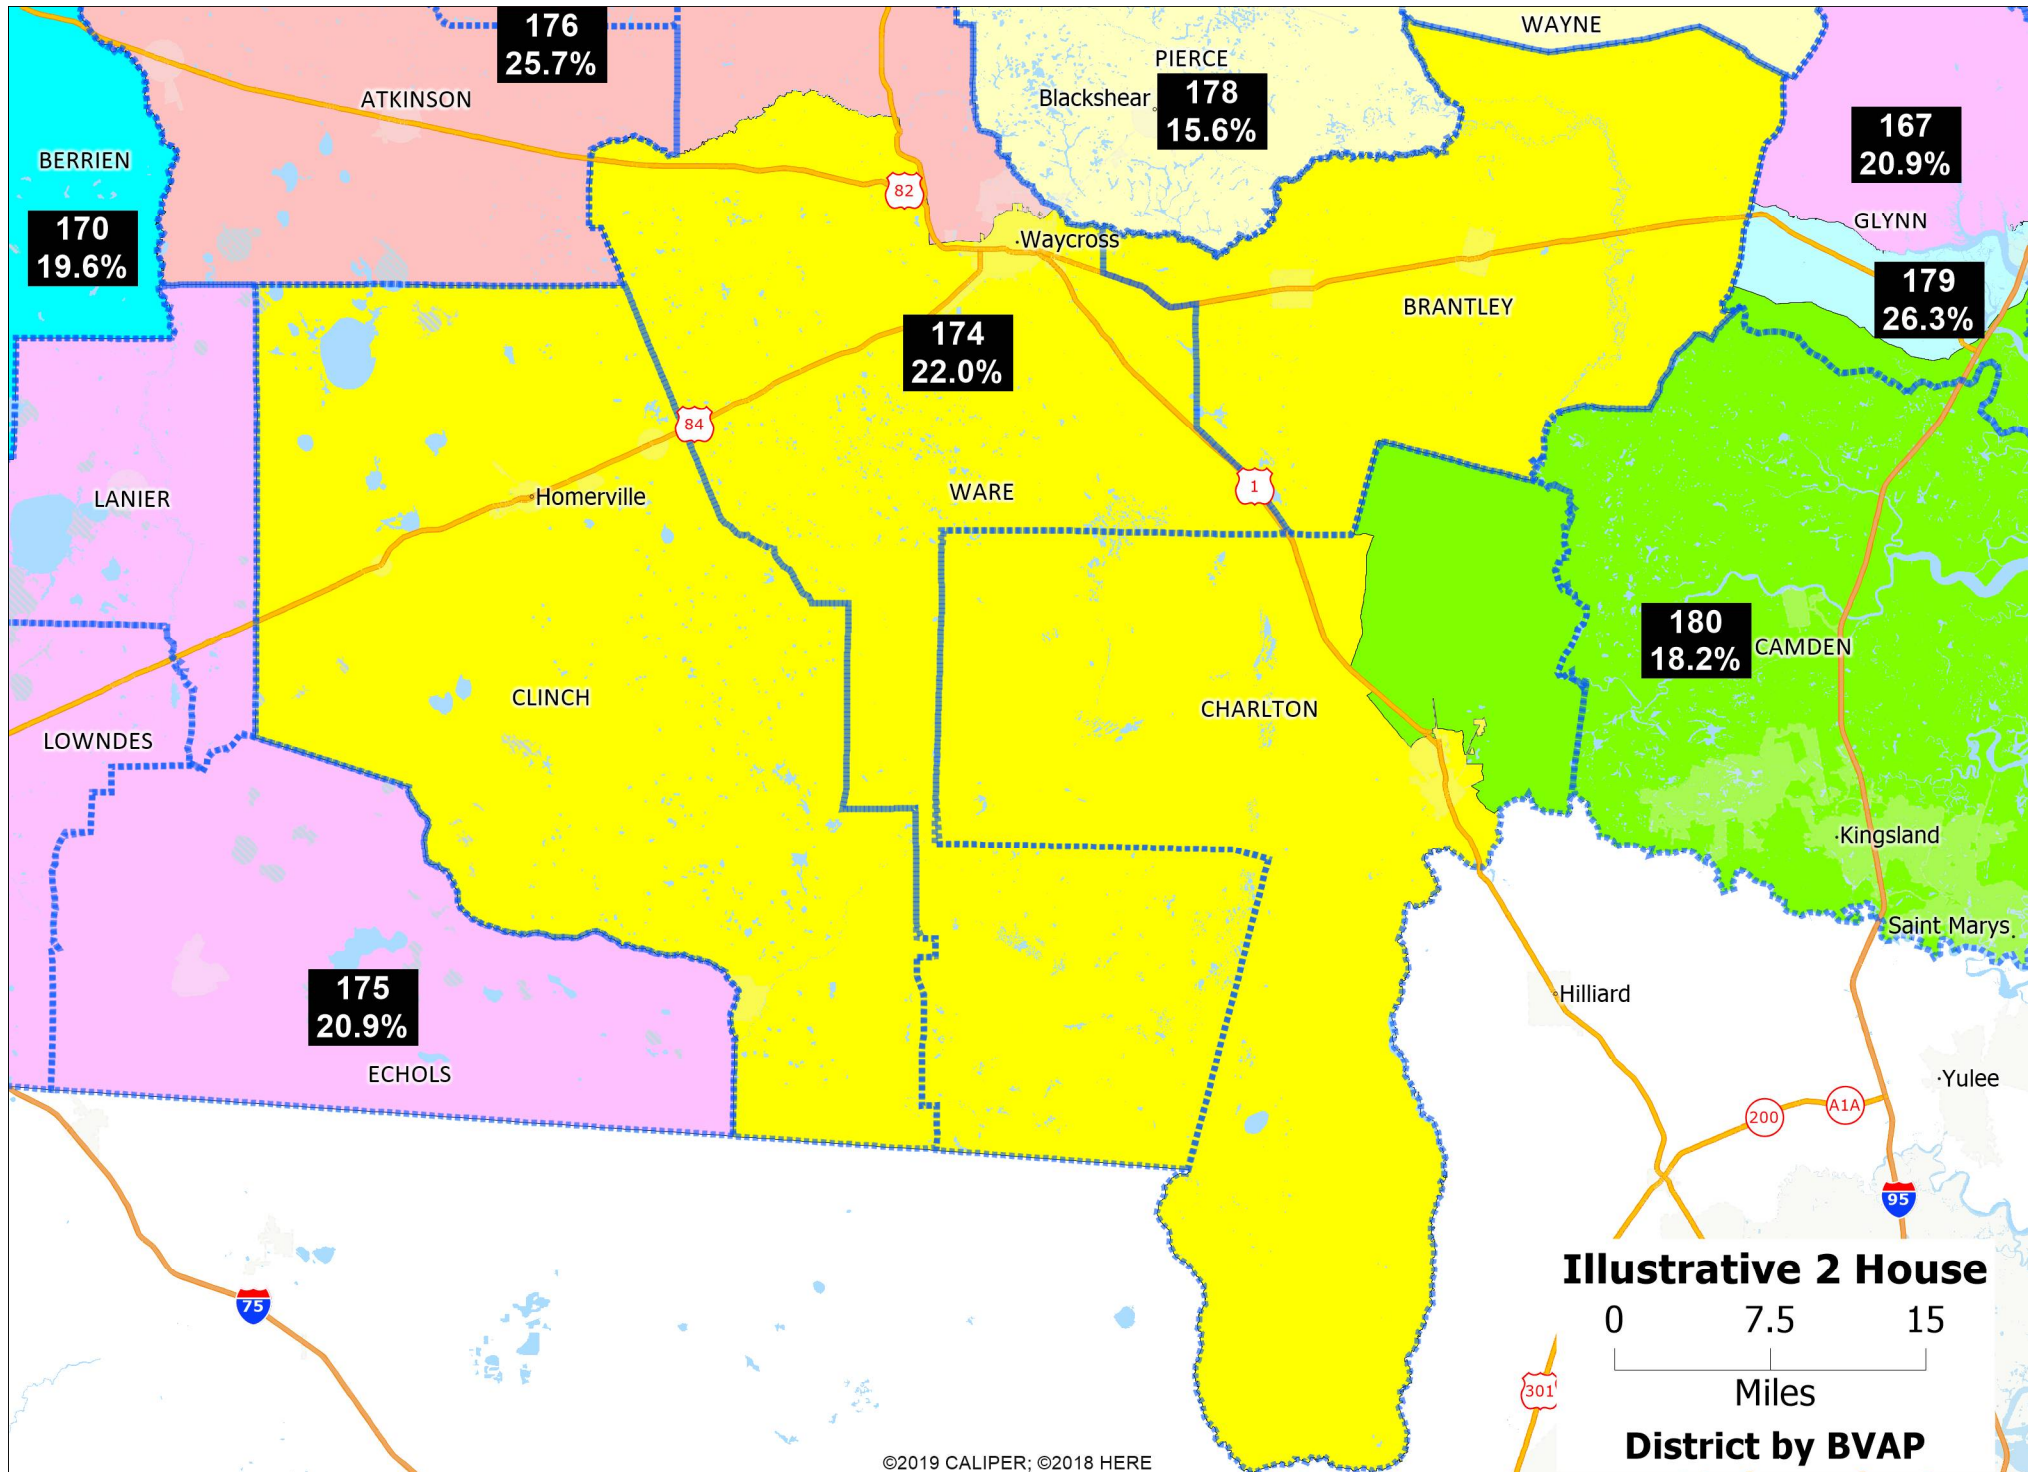 WAYNE
176
25.7%
PIERCE
ATKINSON
Blackshear
178
15.6%
167
20.9%
BERRIEN
82
170
19.6%
GLYNN
Waycross
179
26.3%
BRANTLEY
174
22.0%
84
1
LANIER
Homerville
WARE
180
18.2%
CAMDEN
CLINCH
CHARLTON
LOWNDES
Kingsland
Saint Marys
175
20.9%
Hilliard
ECHOLS
Yulee
200
A1A
95
75
Illustrative 2 House
0 7.5 15
Miles
301
District by BVAP
©2019 CALIPER; ©2018 HERE